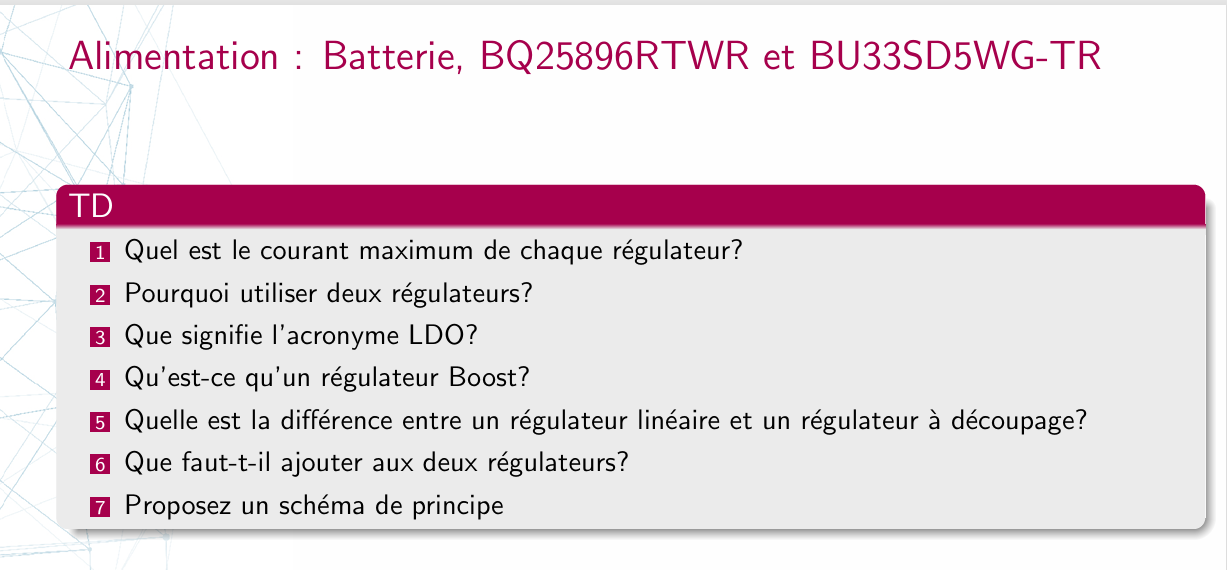 Alimentation : Batterie, BQ25896RTWR et BU33SD5WG-TR
TD
1 Quel est le courant maximum de chaque régulateur?
2 Pourquoi utiliser deux régulateurs?
3 Que signifie l'acronyme LDO?
4 Qu'est-ce qu'un régulateur Boost?
5 Quelle est la différence entre un régulateur linéaire et un régulateur à découpage?
6 Que faut-t-il ajouter aux deux régulateurs?
7 Proposez un schéma de principe